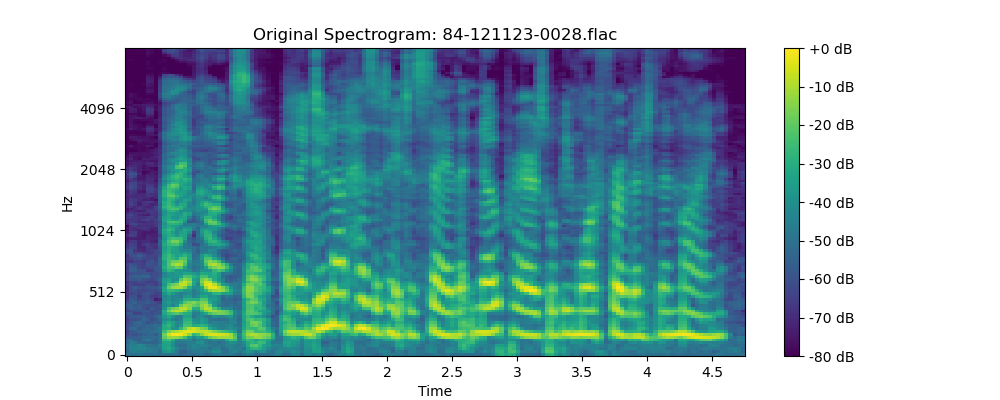 Original Spectrogram: 84-121123-0028.flac
Hz
4096
2048
1024
512
0
0 0.5 1 1.5 2 2.5 3 3.5 4 4.5
Time
+0 dB
-10 dB
-20 dB
-30 dB
-40 dB
-50 dB
-60 dB
-70 dB
-80 dB